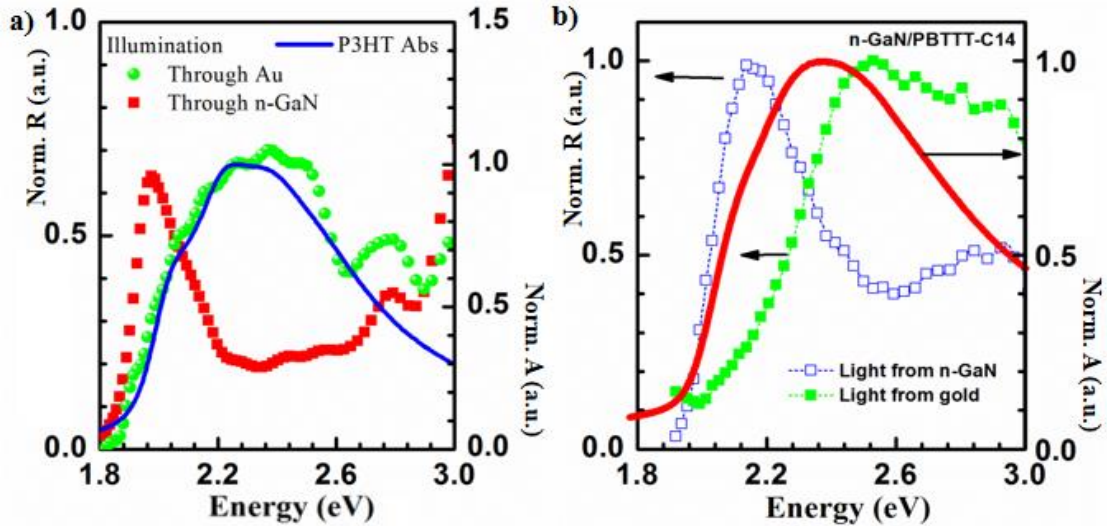 a)
1.0
0.5
0.0
Norm. R (a.u.)
Illumination
P3HT Abs
Through Au
Through n-GaN
1.5
1.0
0.5
0.0
Norm. A (a.u.)
1.8 2.2 2.6 3.0
Energy (eV)
b)
1.0
0.5
0.0
Norm. R (a.u.)
n-GaN/PBTTT-C14
Light from n-GaN
Light from gold
1.0
0.5
0.0
Norm. A (a.u.)
1.8 2.2 2.6 3.0
Energy (eV)